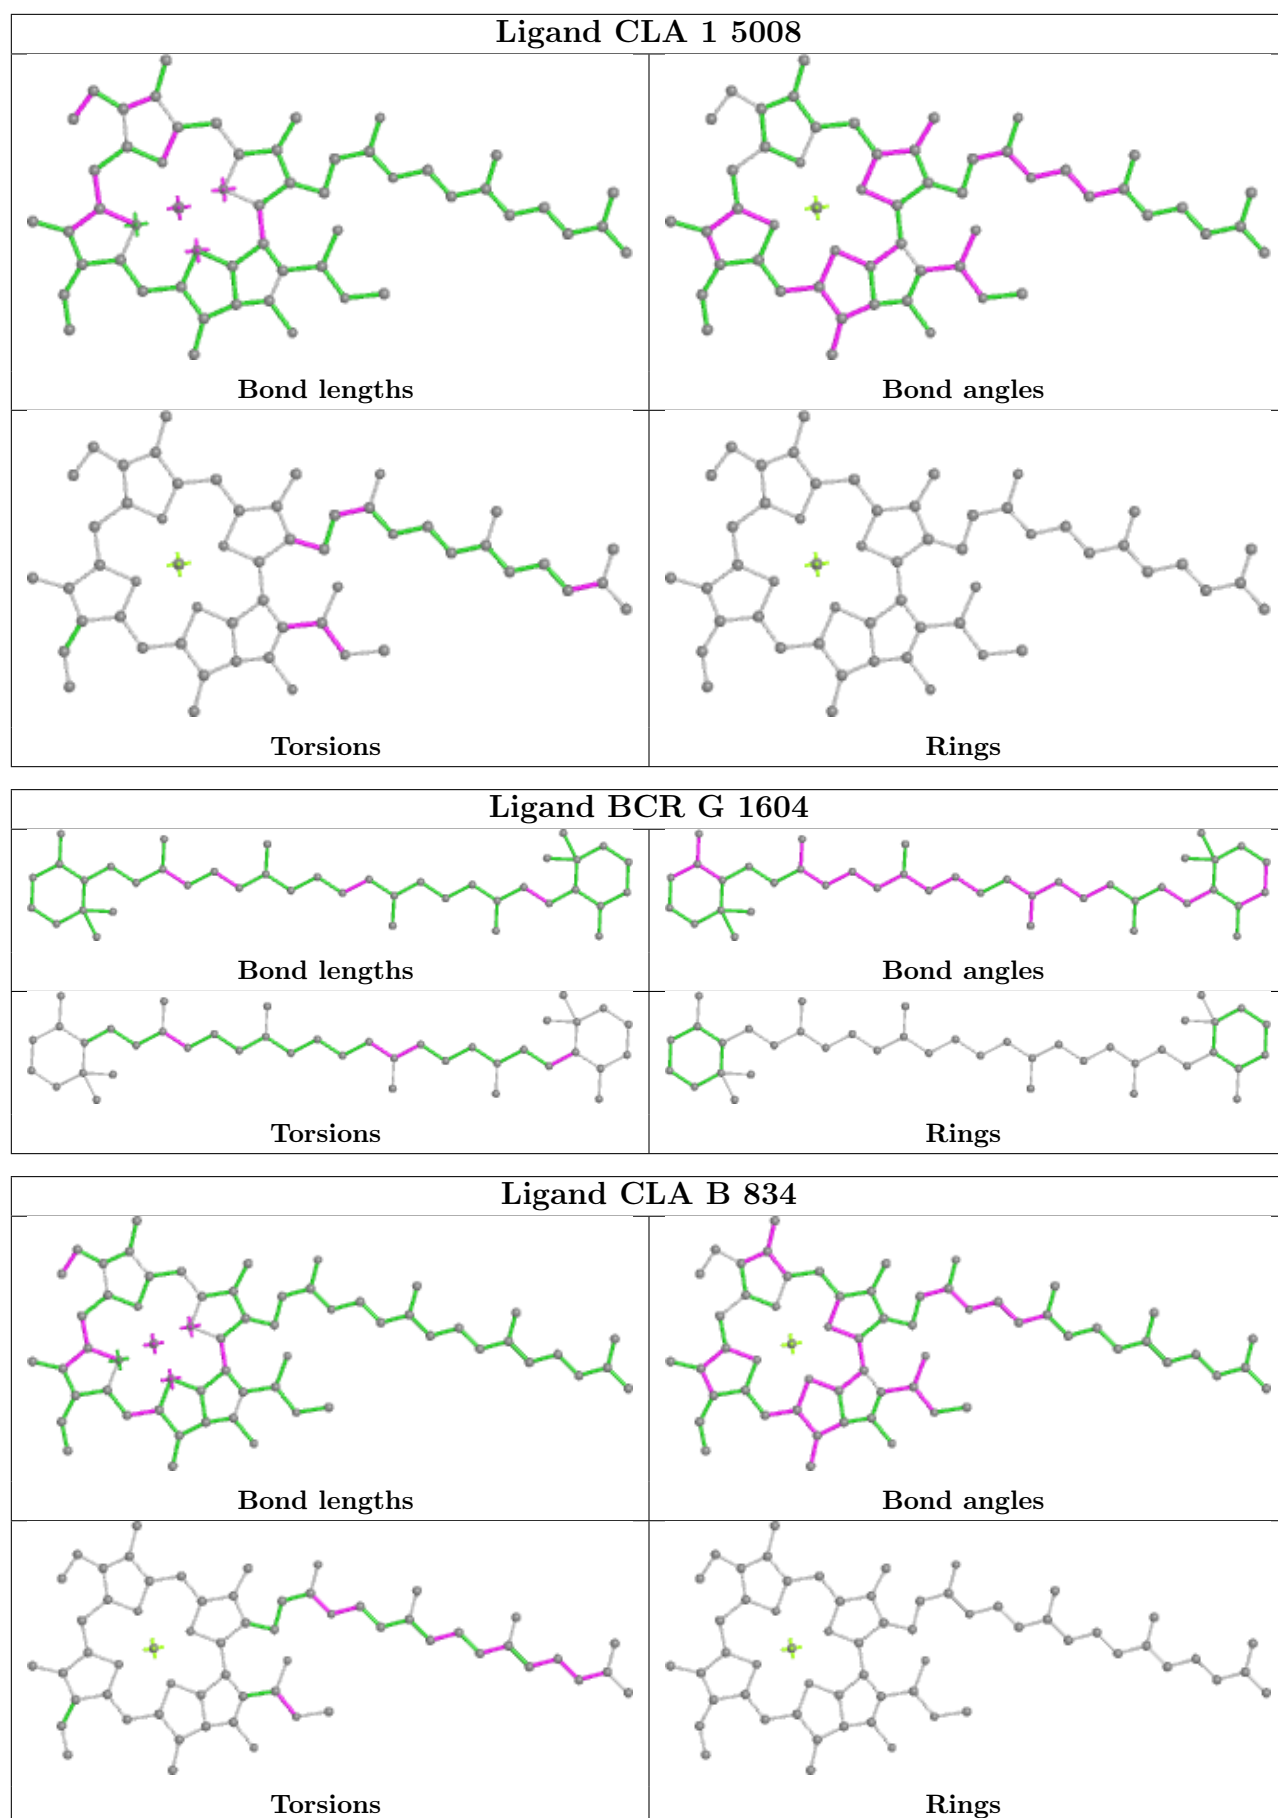 Ligand CLA 1 5008
Bond lengths
Bond angles
Torsions
Rings
Ligand BCR G 1604
Bond lengths
Bond angles
Torsions
Rings
Ligand CLA B 834
Bond lengths
Bond angles
Torsions
Rings